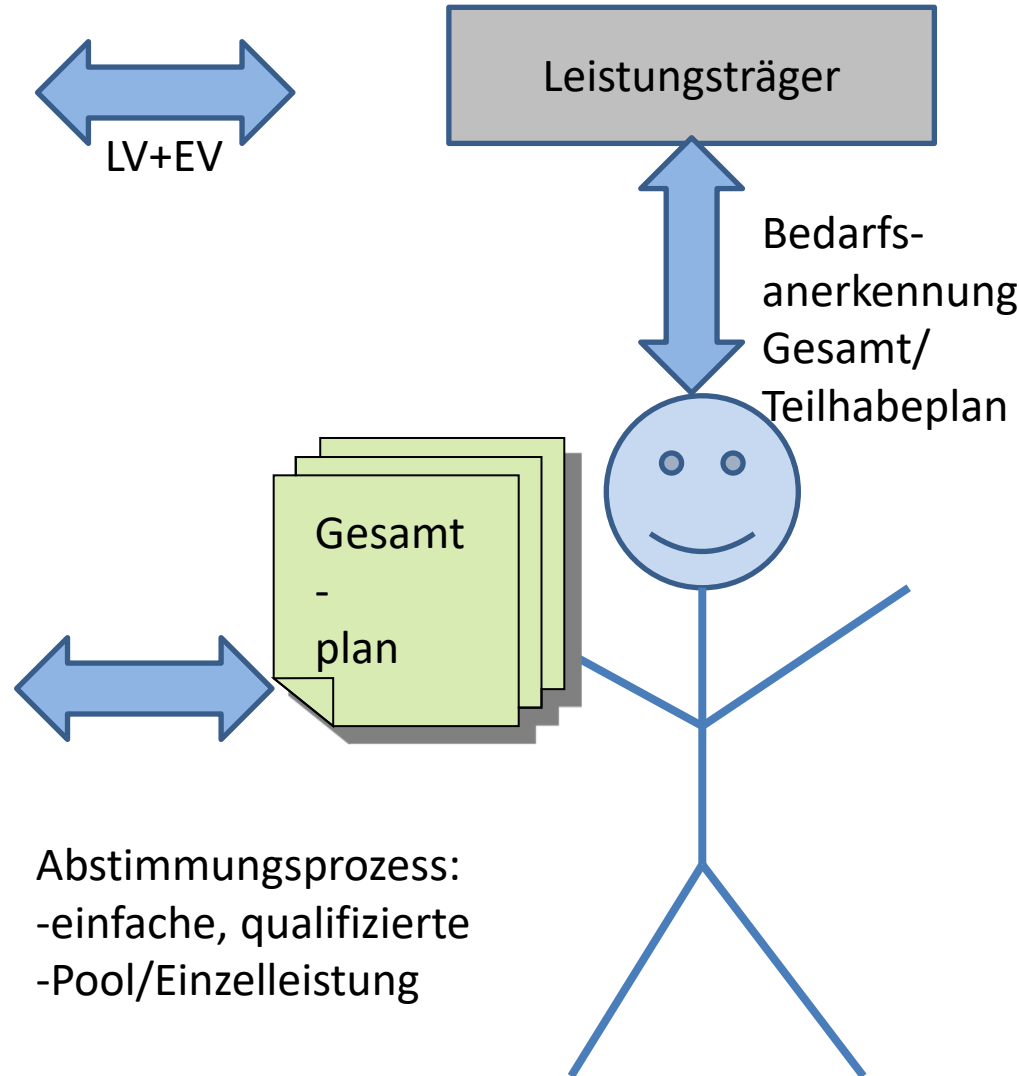 Leistungsträger
LV+EV
Bedarfs-
anerkennung
Gesamt/
Teilhabeplan
Gesamt
-
plan
Abstimmungsprozess:
-einfache, qualifizierte
-Pool/Einzelleistung